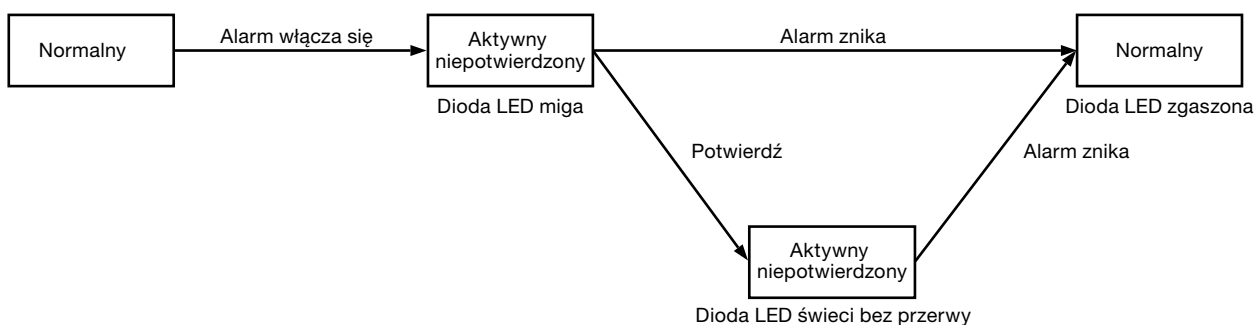 Normalny
Alarm włącza się
Aktywny
niepotwierdzony
Dioda LED miga
Alarm znika
Normalny
Dioda LED zgaszona
Potwierdź
Alarm znika
Aktywny
niepotwierdzony
Dioda LED świeci bez przerwy